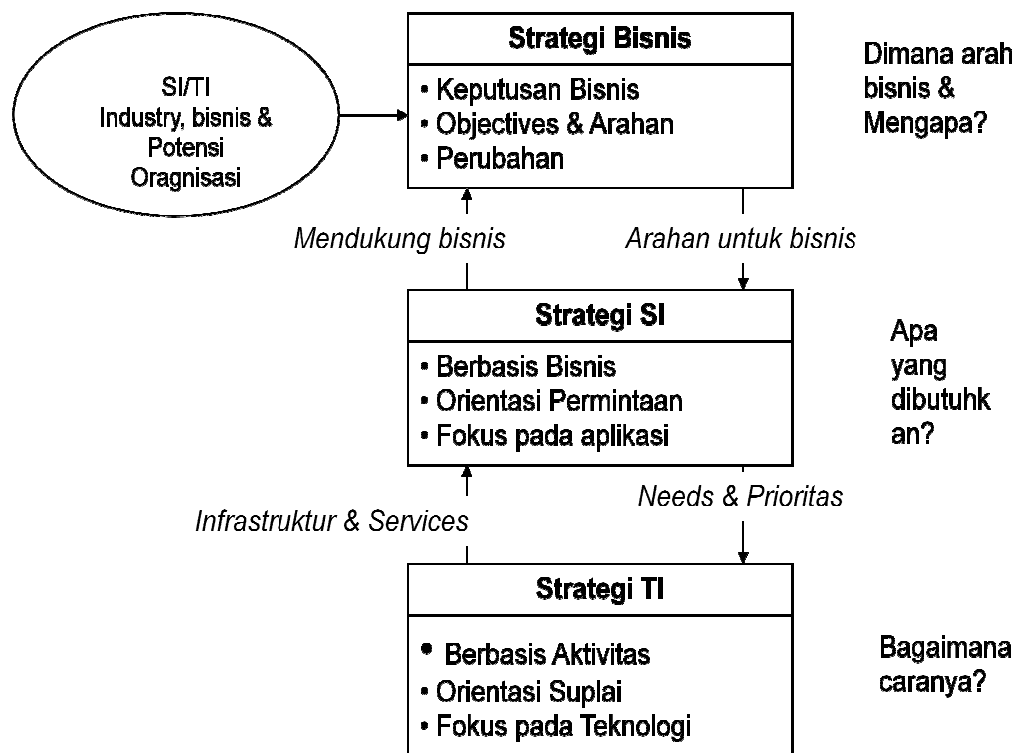 SI/TI
Industry, bisnis &
Potensi
Oragnisasi
Strategi Bisnis
• Keputusan Bisnis
• Objectives & Arahan
• Perubahan
Dimana arah
bisnis &
Mengapa?
Mendukung bisnis
Arahan untuk bisnis
Strategi SI
• Berbasis Bisnis
• Orientasi Permintaan
• Fokus pada aplikasi
Apa
yang
dibutuhk
an?
Infrastruktur & Services
Needs & Prioritas
Strategi TI
• Berbasis Aktivitas
• Orientasi Suplai
• Fokus pada Teknologi
Bagaimana
caranya?